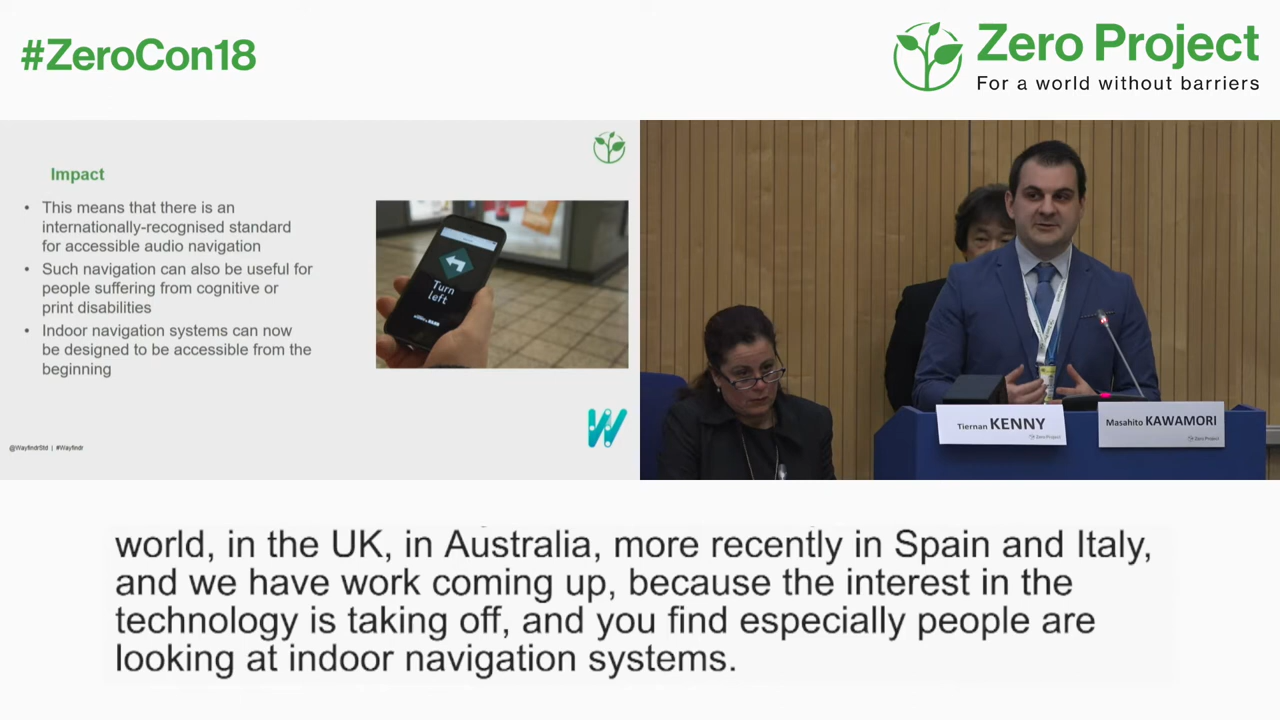 #ZeroCon18
Zero Project
For a world without barriers
Impact
• This means that there is an
internationally-recognised standard
for accessible audio navigation
• Such navigation can also be useful for
people suffering from cognitive or
print disabilities
• Indoor navigation systems can now
be designed to be accessible from the
beginning
Turn
left
W
@WayfindrStd | #Wayfindr
Tiernan KENNY
Zero Project
Masahito KAWAMORI
Zero Project
world, in the UK, in Australia, more recently in Spain and Italy,
and we have work coming up, because the interest in the
technology is taking off, and you find especially people are
looking at indoor navigation systems.